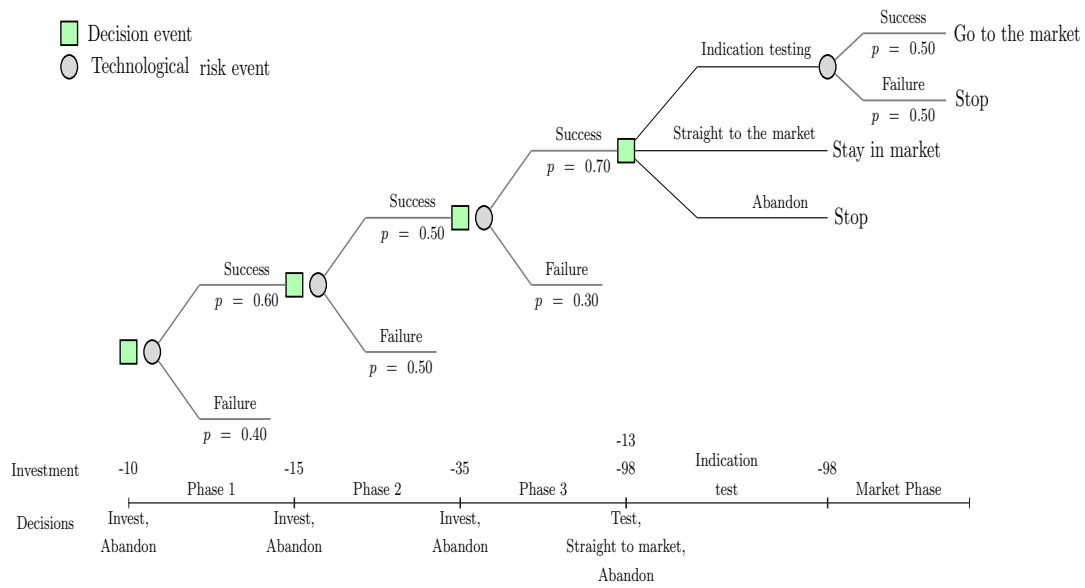 Decision event
Technological risk event
Success
p = 0.50
Go to the market
Indication testing
Failure
p = 0.50
Stop
Success
p = 0.70
Straight to the market
Stay in market
Abandon
Stop
Success
p = 0.50
Failure
p = 0.30
Success
p = 0.60
Failure
p = 0.50
Failure
p = 0.40
-13
Investment -10 -15 -35 -98 Indication -98
Phase 1 Phase 2 Phase 3 test Market Phase
Decisions Invest, Invest, Invest, Test,
Abandon Abandon Abandon Straight to market,
Abandon